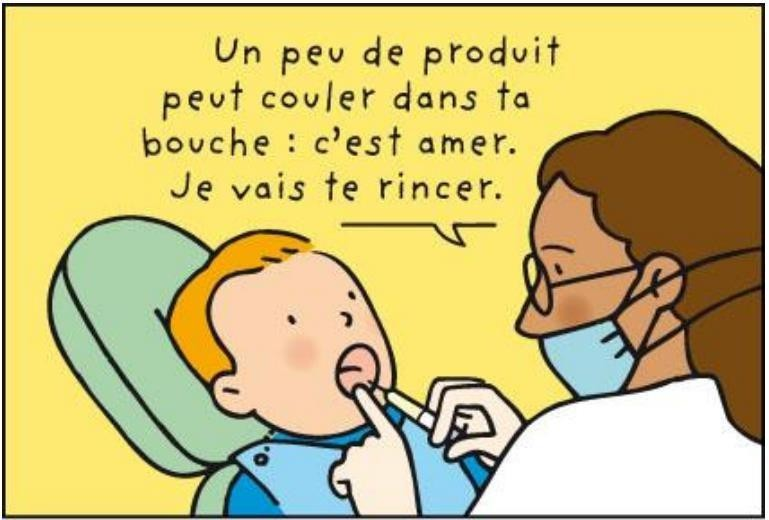 Un peu de produit
peut couler dans ta
bouche : c'est amer.
Je vais te rincer.